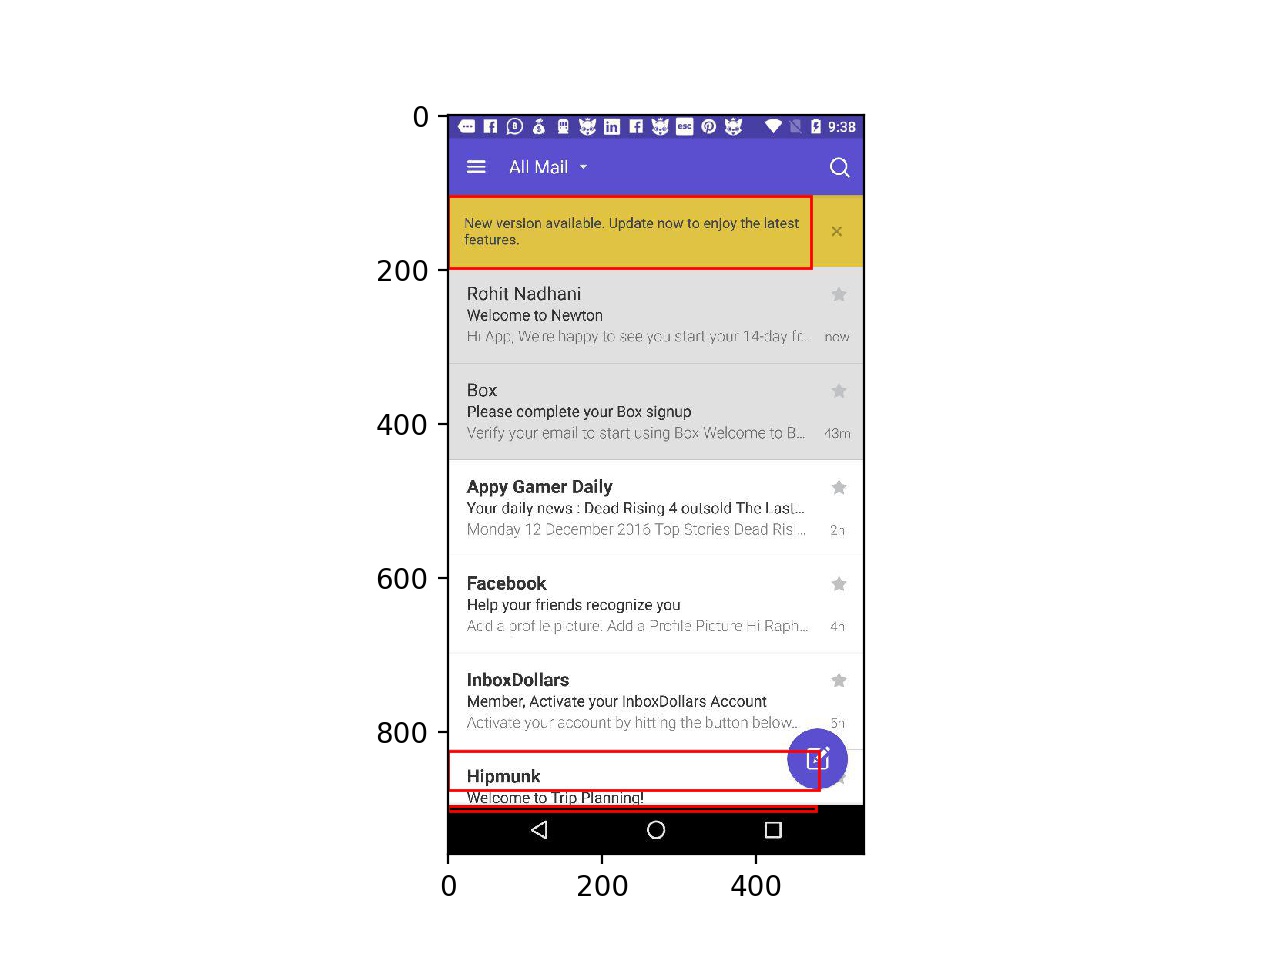 0
9:38
All Mail
New version available. Update now to enjoy the latest
features.
200
Rohit Nadhani
Welcome to Newton
Hi App, We're happy to see you start your 14-day fr... now
Box
Please complete your Box signup
400
Verify your email to start using Box Welcome to B... 43m
Appy Gamer Daily
Your daily news : Dead Rising 4 outsold The Last...
Monday 12 December 2016 Top Stories Dead Ris... 2h
600
Facebook
Help your friends recognize you
Add a profile picture. Add a Profile Picture Hi Raph... 4h
InboxDollars
Member, Activate your InboxDollars Account
Activate your account by hitting the button below... 5h
800
Hipmunk
Welcome to Trip Planning!
0 200 400